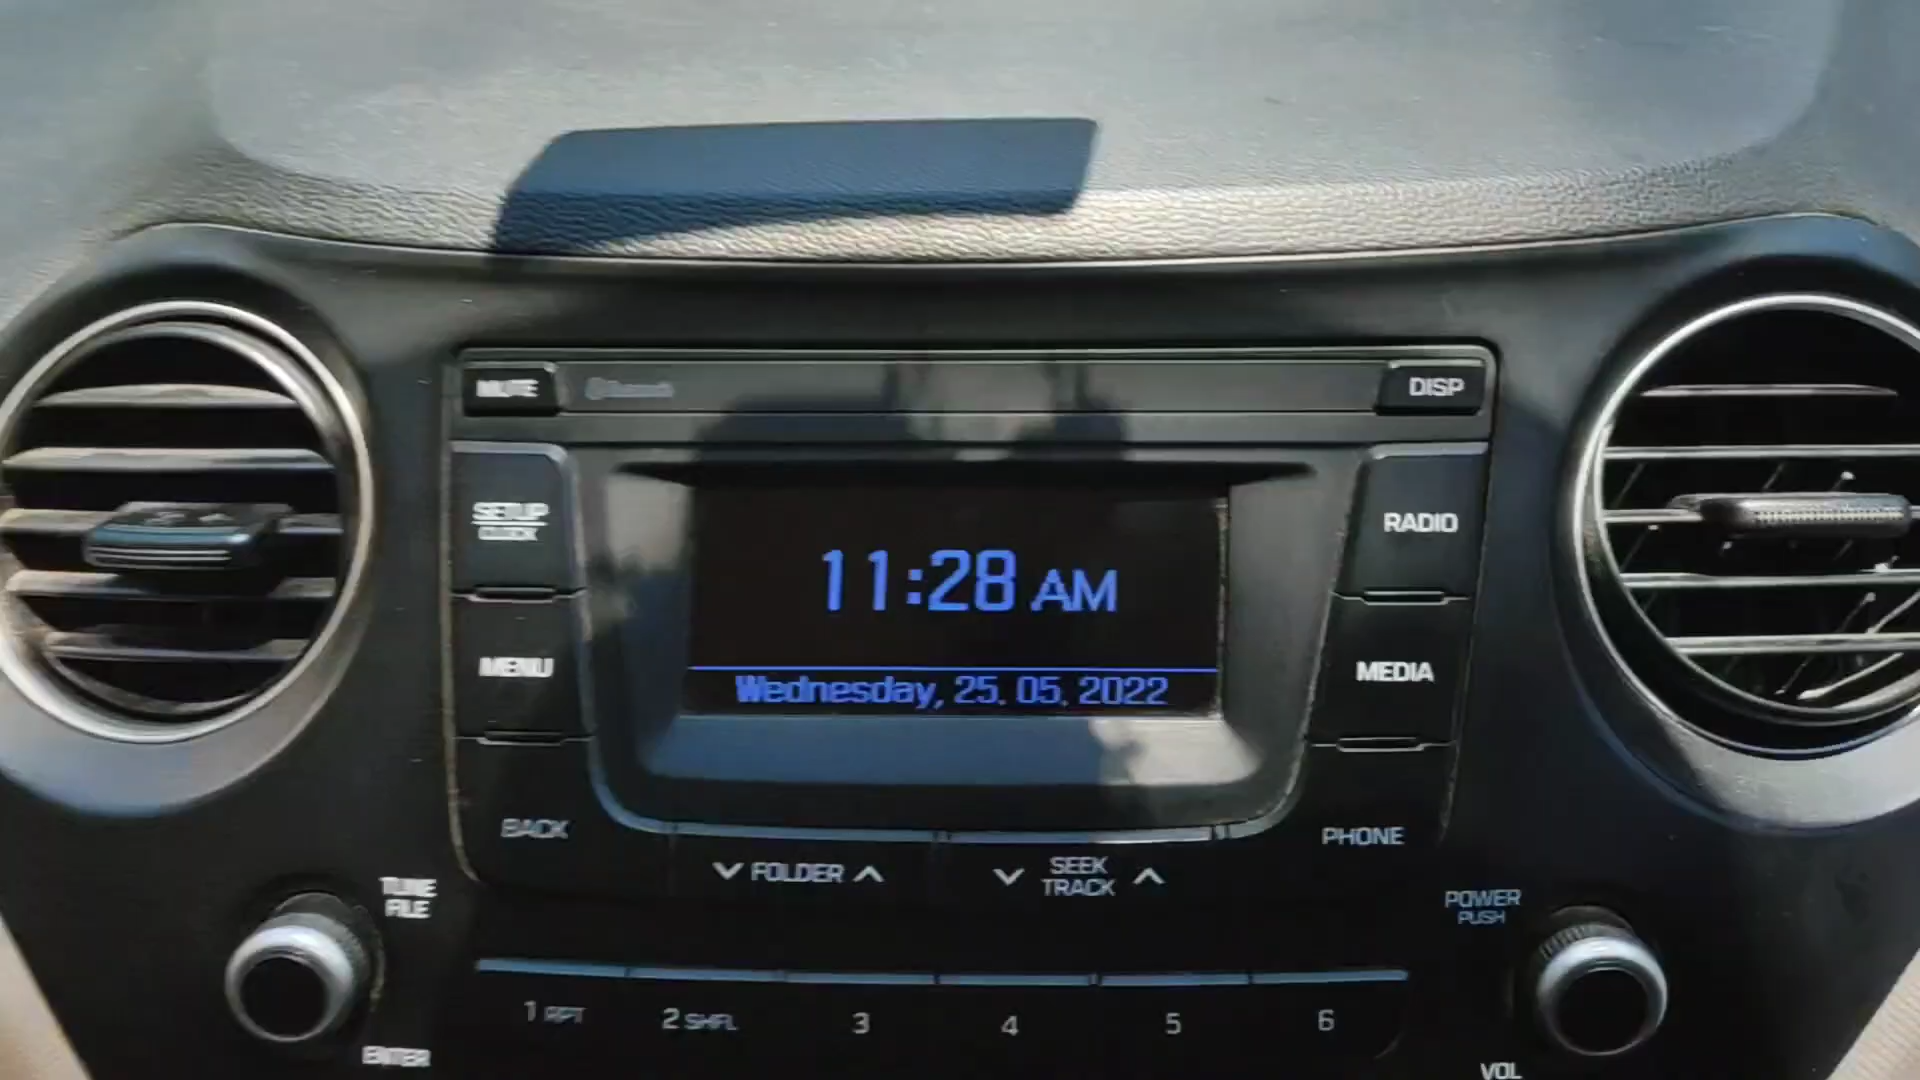 MUTE
Bluetooth
DISP
SETUP
CLOCK
RADIO
11:28 AM
MENU
MEDIA
Wednesday, 25. 05. 2022
BACK
PHONE
FOLDER
SEEK
TRACK
TUNE
FILE
POWER
PUSH
1 RPT
2 SHFL
3
4
5
6
ENTER
VOL